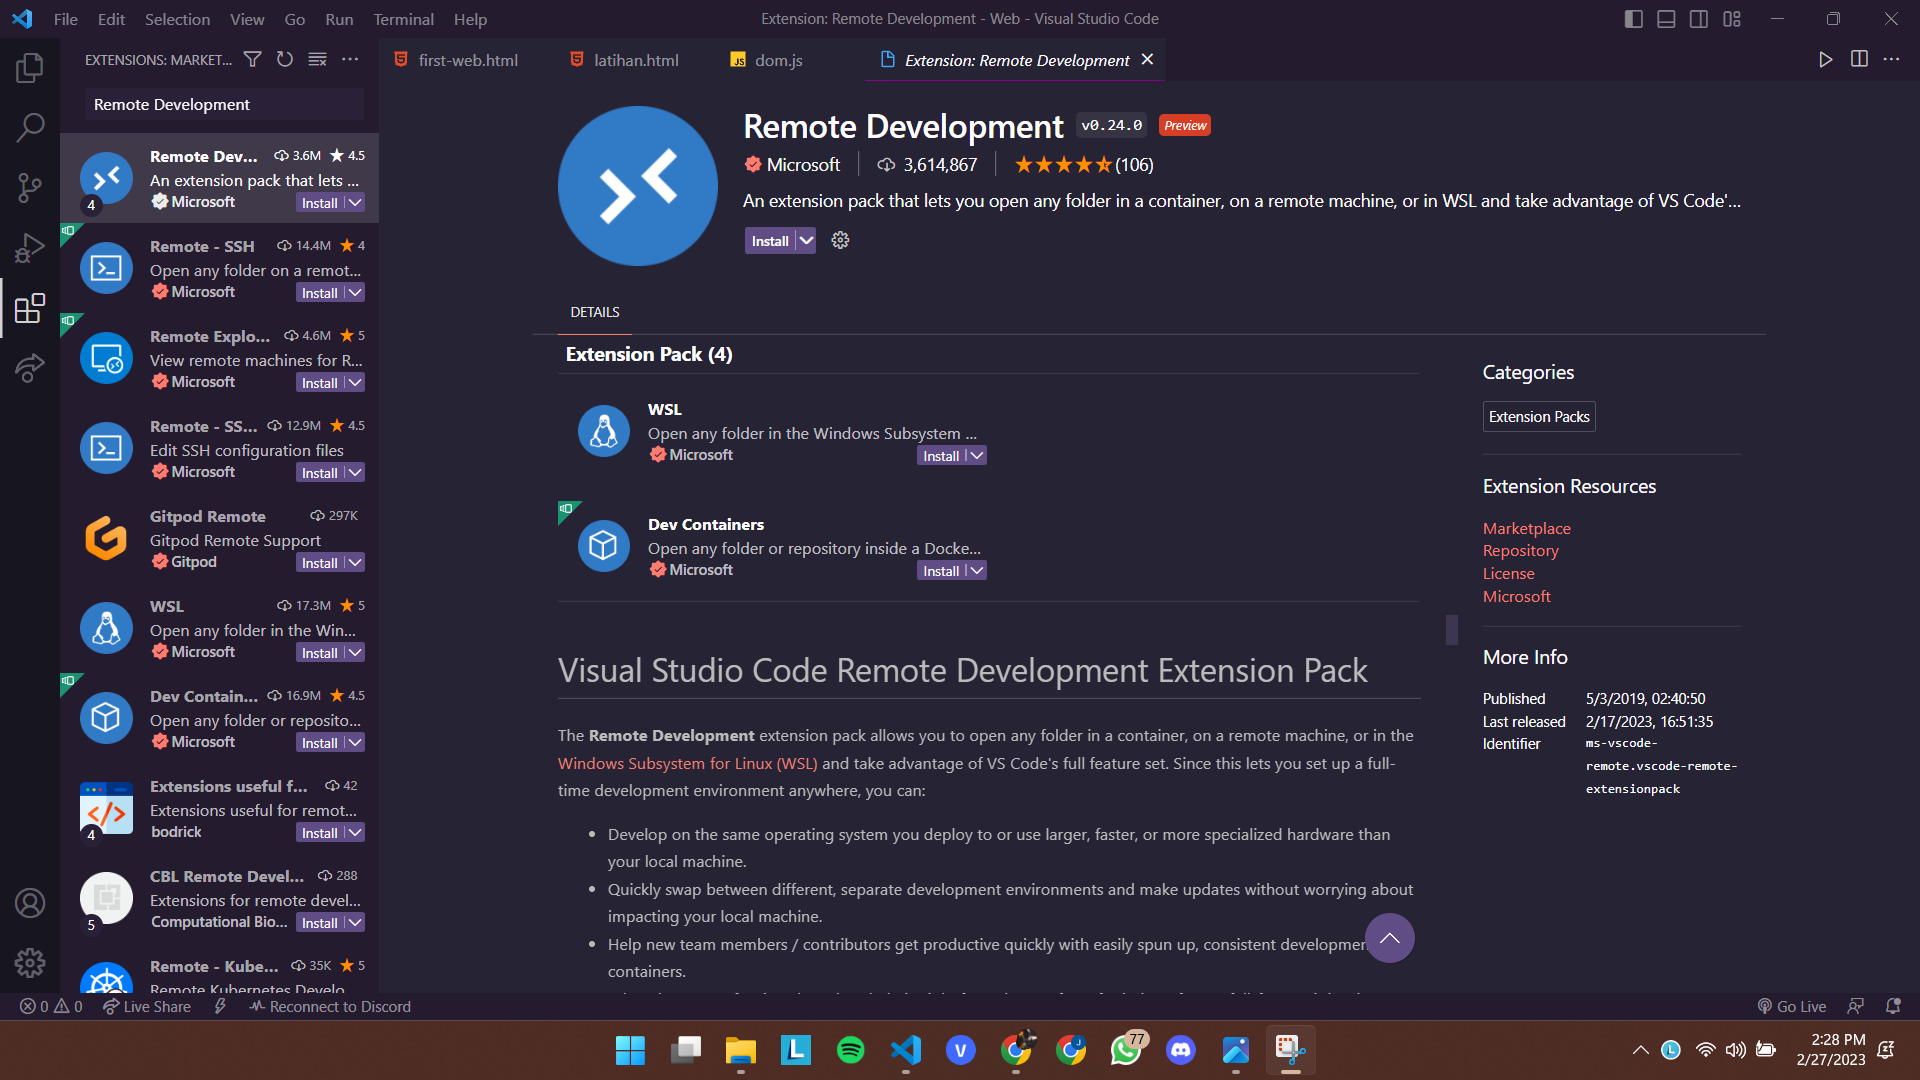 File Edit Selection View Go Run Terminal Help
Extension: Remote Development - Web - Visual Studio Code
EXTENSIONS: MARKET...
Remote Development
Remote Dev... 3.6M 4.5
An extension pack that lets ...
Microsoft Install
4
Remote - SSH 14.4M 4
Open any folder on a remot...
Microsoft Install
Remote Explo... 4.6M 5
View remote machines for R...
Microsoft Install
Remote - SS... 12.9M 4.5
Edit SSH configuration files
Microsoft Install
Gitpod Remote 297K
Gitpod Remote Support
Gitpod Install
WSL 17.3M 5
Open any folder in the Win...
Microsoft Install
Dev Contain... 16.9M 4.5
Open any folder or reposito...
Microsoft Install
Extensions useful f... 42
Extensions useful for remot...
bodrick Install
4
CBL Remote Devel... 288
Extensions for remote devel...
Computational Bio... Install
5
Remote - Kube... 35K 5
Remote Kubernetes Develo
first-web.html latihan.html JS dom.js Extension: Remote Development
Remote Development v0.24.0 Preview
Microsoft 3,614,867 (106)
An extension pack that lets you open any folder in a container, on a remote machine, or in WSL and take advantage of VS Code'...
Install
DETAILS
Extension Pack (4)
WSL
Open any folder in the Windows Subsystem ...
Microsoft Install
Dev Containers
Open any folder or repository inside a Docke...
Microsoft Install
Visual Studio Code Remote Development Extension Pack
The Remote Development extension pack allows you to open any folder in a container, on a remote machine, or in the
Windows Subsystem for Linux (WSL) and take advantage of VS Code's full feature set. Since this lets you set up a full-
time development environment anywhere, you can:
• Develop on the same operating system you deploy to or use larger, faster, or more specialized hardware than
your local machine.
• Quickly swap between different, separate development environments and make updates without worrying about
impacting your local machine.
• Help new team members / contributors get productive quickly with easily spun up, consistent developmen
containers.
Categories
Extension Packs
Extension Resources
Marketplace
Repository
License
Microsoft
More Info
Published 5/3/2019, 02:40:50
Last released 2/17/2023, 16:51:35
Identifier ms-vscode-
remote.vscode-remote-
extensionpack
0 0 Live Share Reconnect to Discord
Go Live
L V J 77 L
2:28 PM
2/27/2023